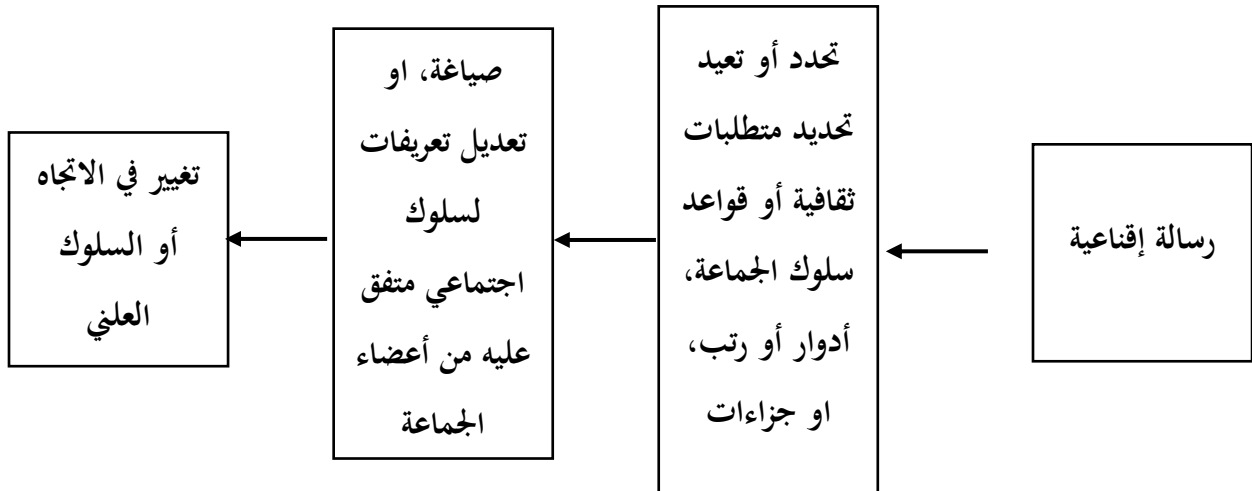 رسالة إقناعية
تحدد أو تعيد
تحديد متطلبات
ثقافية أو قواعد
سلوك الجماعة،
أدوار أو رتب،
او جزاءات
صياغة، او
تعديل تعريفات
لسلوك
اجتماعي متفق
عليه من أعضاء
الجماعة
تغيير في الاتجاه
أو السلوك
العلني